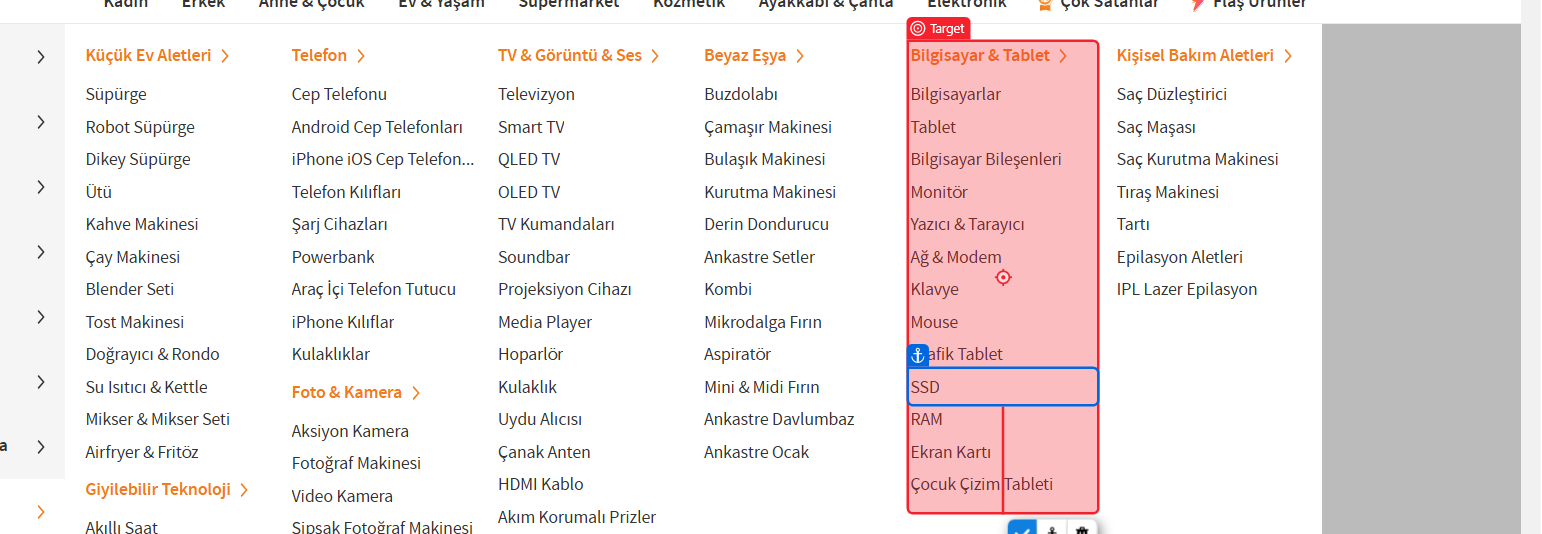 Kadın Erkek Anne & Çocuk Ev & Yaşam Süpermarket Kozmetik Ayakkabı & Çanta Elektronik Çok Satanlar Flaş Ürünler
Target
Küçük Ev Aletleri
Süpürge
Robot Süpürge
Dikey Süpürge
Ütü
Kahve Makinesi
Çay Makinesi
Blender Seti
Tost Makinesi
Doğrayıcı & Rondo
Su Isıtıcı & Kettle
Mikser & Mikser Seti
Airfryer & Fritöz
Giyilebilir Teknoloji
Akıllı Saat
Telefon
Cep Telefonu
Android Cep Telefonları
iPhone iOS Cep Telefon...
Telefon Kılıfları
Şarj Cihazları
Powerbank
Araç İçi Telefon Tutucu
iPhone Kılıflar
Kulaklıklar
Foto & Kamera
Aksiyon Kamera
Fotoğraf Makinesi
Video Kamera
Şipşak Fotoğraf Makinesi
TV & Görüntü & Ses
Televizyon
Smart TV
QLED TV
OLED TV
TV Kumandaları
Soundbar
Projeksiyon Cihazı
Media Player
Hoparlör
Kulaklık
Uydu Alıcısı
Çanak Anten
HDMI Kablo
Akım Korumalı Prizler
Beyaz Eşya
Buzdolabı
Çamaşır Makinesi
Bulaşık Makinesi
Kurutma Makinesi
Derin Dondurucu
Ankastre Setler
Kombi
Mikrodalga Fırın
Aspiratör
Mini & Midi Fırın
Ankastre Davlumbaz
Ankastre Ocak
Bilgisayar & Tablet
Bilgisayarlar
Tablet
Bilgisayar Bileşenleri
Monitör
Yazıcı & Tarayıcı
Ağ & Modem
Klavye
Mouse
afik Tablet
SSD
RAM
Ekran Kartı
Çocuk Çizim Tableti
Kişisel Bakım Aletleri
Saç Düzleştirici
Saç Maşası
Saç Kurutma Makinesi
Tıraş Makinesi
Tartı
Epilasyon Aletleri
IPL Lazer Epilasyon
a